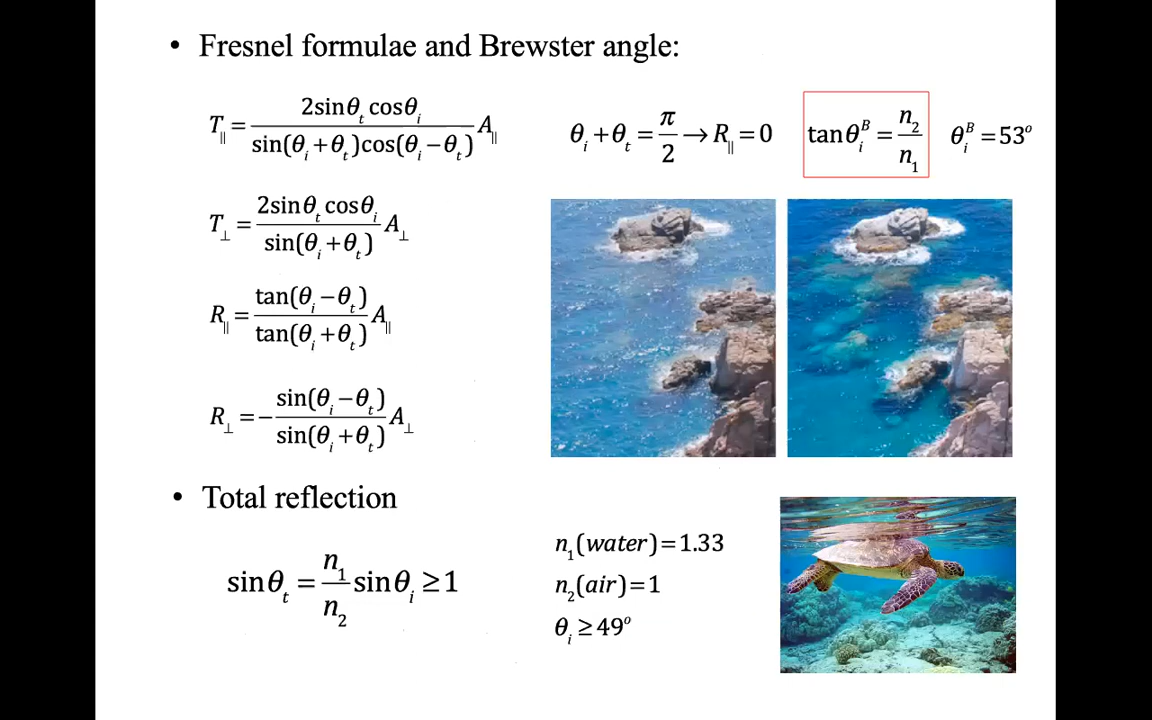 • Fresnel formulae and Brewster angle:
T∥ = 2sinθt cosθi / sin(θi + θt)cos(θi − θt) A∥
θi + θt = π/2 → R∥ = 0
tanθiᴮ = n2/n1
θiᴮ = 53°
T⊥ = 2sinθt cosθi / sin(θi + θt) A⊥
R∥ = tan(θi − θt) / tan(θi + θt) A∥
R⊥ = − sin(θi − θt) / sin(θi + θt) A⊥
• Total reflection
sinθt = n1/n2 sinθi ≥ 1
n1(water) = 1.33
n2(air) = 1
θi ≥ 49°